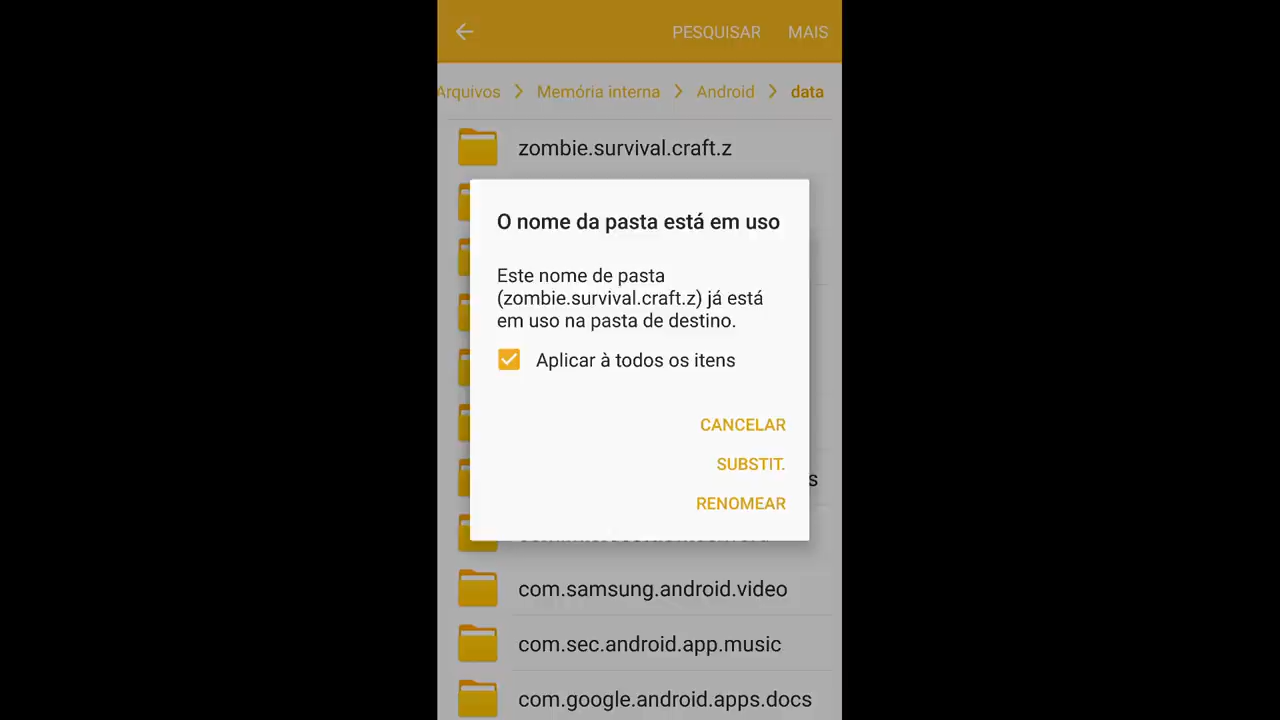 PESQUISAR MAIS
Arquivos Memória interna Android data
zombie.survival.craft.z
O nome da pasta está em uso
Este nome de pasta
(zombie.survival.craft.z) já está
em uso na pasta de destino.
Aplicar à todos os itens
CANCELAR
SUBSTIT.
RENOMEAR
com.samsung.android.video
com.sec.android.app.music
com.google.android.apps.docs